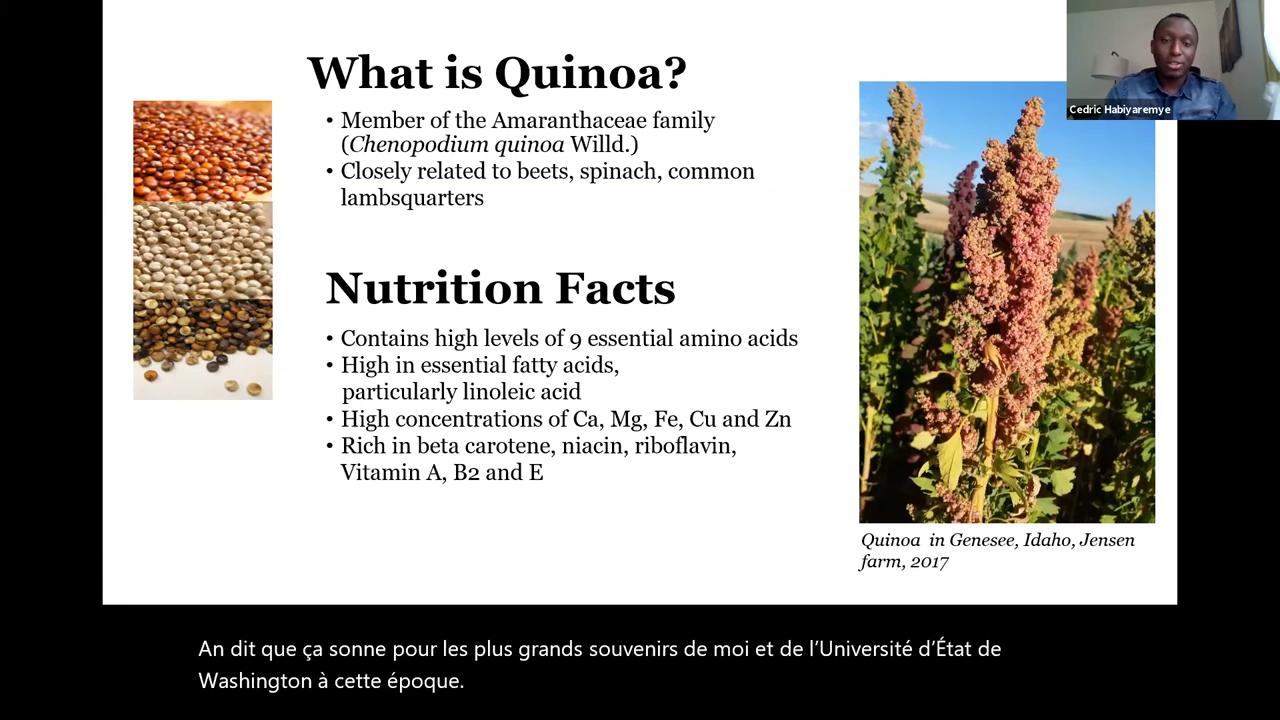 What is Quinoa?
• Member of the Amaranthaceae family
(Chenopodium quinoa Willd.)
• Closely related to beets, spinach, common
lambsquarters
Nutrition Facts
• Contains high levels of 9 essential amino acids
• High in essential fatty acids,
particularly linoleic acid
• High concentrations of Ca, Mg, Fe, Cu and Zn
• Rich in beta carotene, niacin, riboflavin,
Vitamin A, B2 and E
Cedric Habiyaremye
Quinoa in Genesee, Idaho, Jensen
farm, 2017
An dit que ça sonne pour les plus grands souvenirs de moi et de l’Université d’État de
Washington à cette époque.